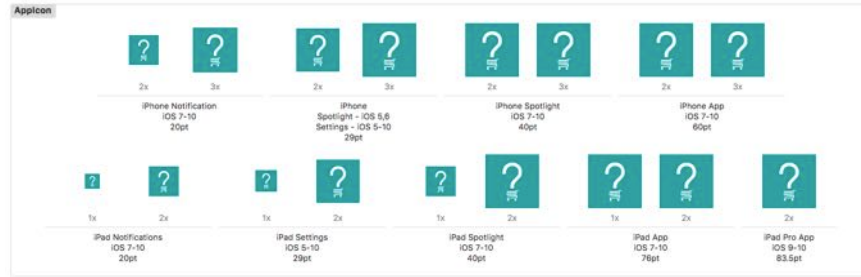 AppIcon
?
?
?
?
?
?
?
?
2x
3x
2x
3x
2x
3x
2x
3x
iPhone Notification
iOS 7-10
20pt
iPhone
Spotlight - iOS 5,6
Settings - iOS 5-10
29pt
iPhone Spotlight
iOS 7-10
40pt
iPhone App
iOS 7-10
60pt
?
?
?
?
?
?
?
?
?
1x
2x
1x
2x
1x
2x
1x
2x
2x
iPad Notifications
iOS 7-10
20pt
iPad Settings
iOS 5-10
29pt
iPad Spotlight
iOS 7-10
40pt
iPad App
iOS 7-10
76pt
iPad Pro App
iOS 9-10
83.5pt